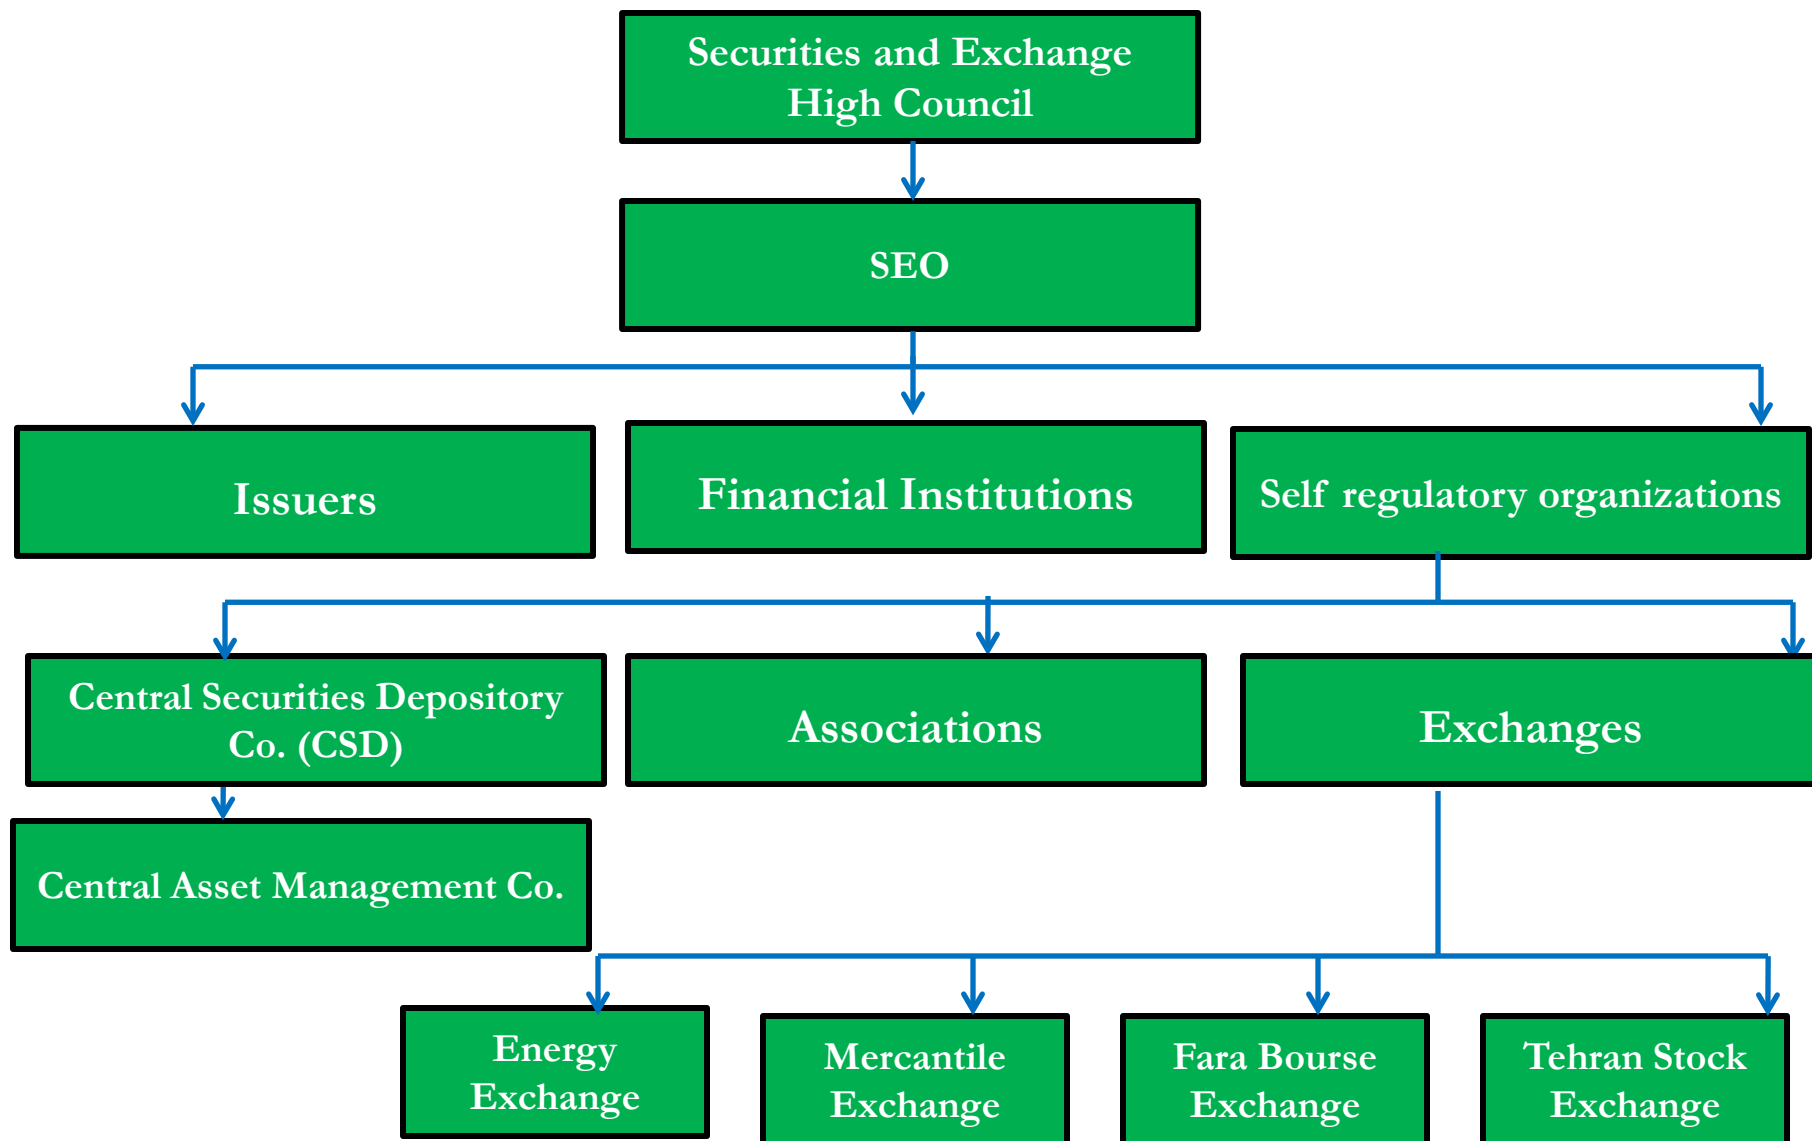 Securities and Exchange
High Council
SEO
Issuers
Financial Institutions
Self regulatory organizations
Central Securities Depository
Co. (CSD)
Associations
Exchanges
Central Asset Management Co.
Energy
Exchange
Mercantile
Exchange
Fara Bourse
Exchange
Tehran Stock
Exchange